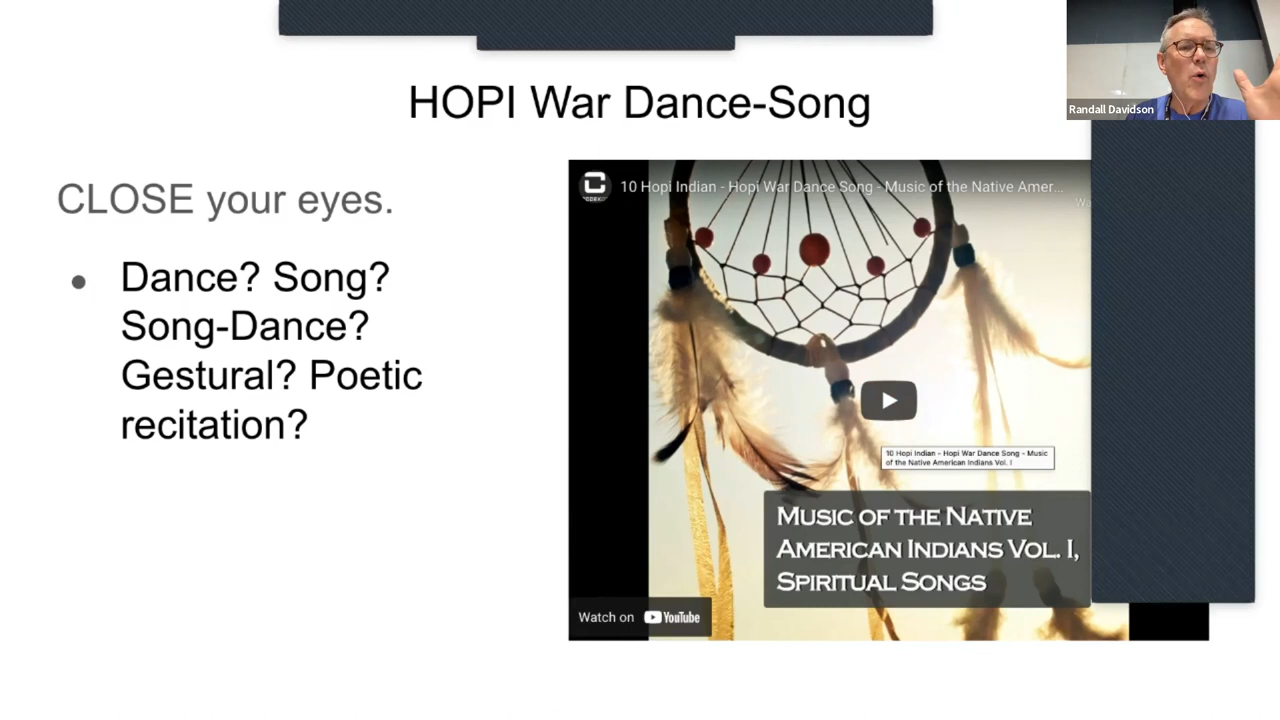 HOPI War Dance-Song
Randall Davidson
CLOSE your eyes.
Dance? Song?
Song-Dance?
Gestural? Poetic
recitation?
10 Hopi Indian - Hopi War Dance Song - Music of the Native Amer...
Wa
10 Hopi Indian - Hopi War Dance Song - Music
of the Native American Indians Vol. I
MUSIC OF THE NATIVE
AMERICAN INDIANS VOL. I,
SPIRITUAL SONGS
Watch on YouTube